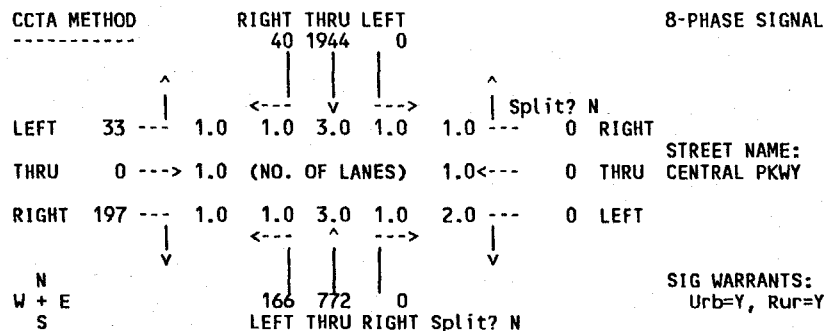 CCTA METHOD RIGHT THRU LEFT 8-PHASE SIGNAL
----------- 40 1944 0
^ | | | ^
| <--- v ---> | Split? N
LEFT 33 --- 1.0 1.0 3.0 1.0 1.0 --- 0 RIGHT
STREET NAME:
THRU 0 ---> 1.0 (NO. OF LANES) 1.0<--- 0 THRU CENTRAL PKWY
RIGHT 197 --- 1.0 1.0 3.0 1.0 2.0 --- 0 LEFT
| <--- ^ ---> |
v | | | v
N SIG WARRANTS:
W + E 166 772 0 Urb=Y, Rur=Y
S LEFT THRU RIGHT Split? N